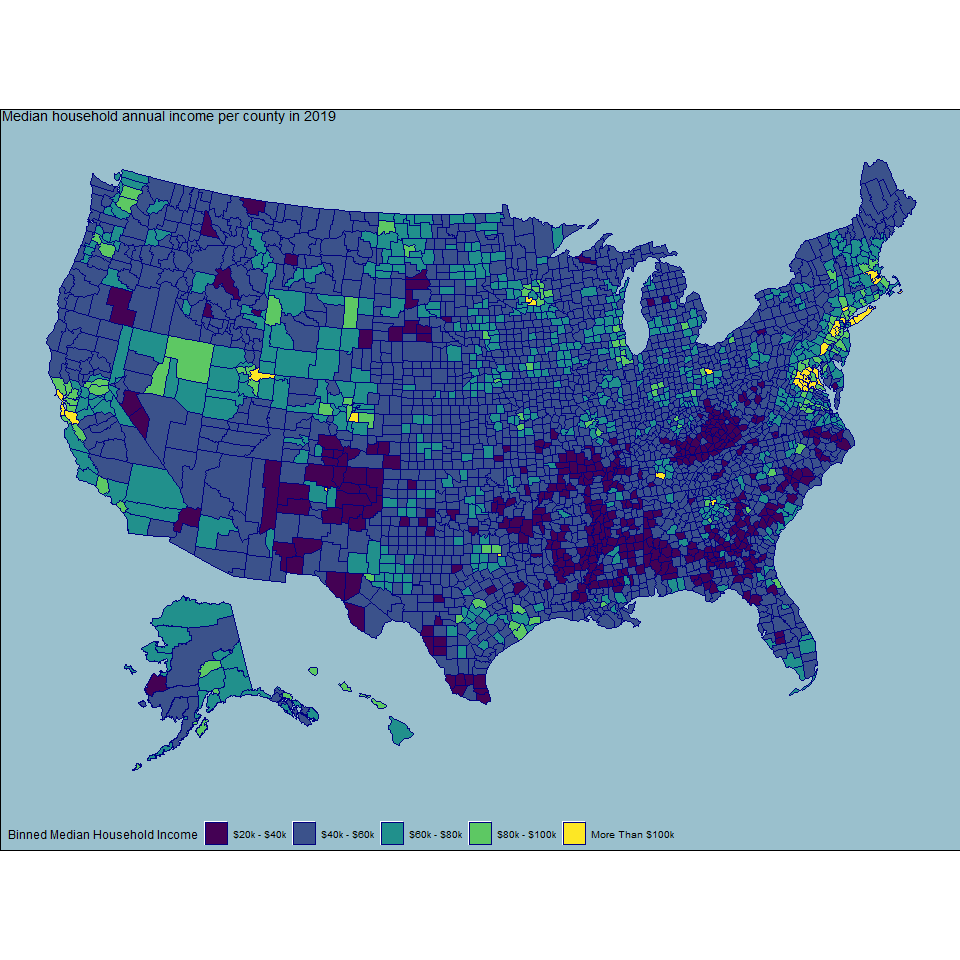 Median household annual income per county in 2019
Binned Median Household Income $20k - $40k $40k - $60k $60k - $80k $80k - $100k More Than $100k